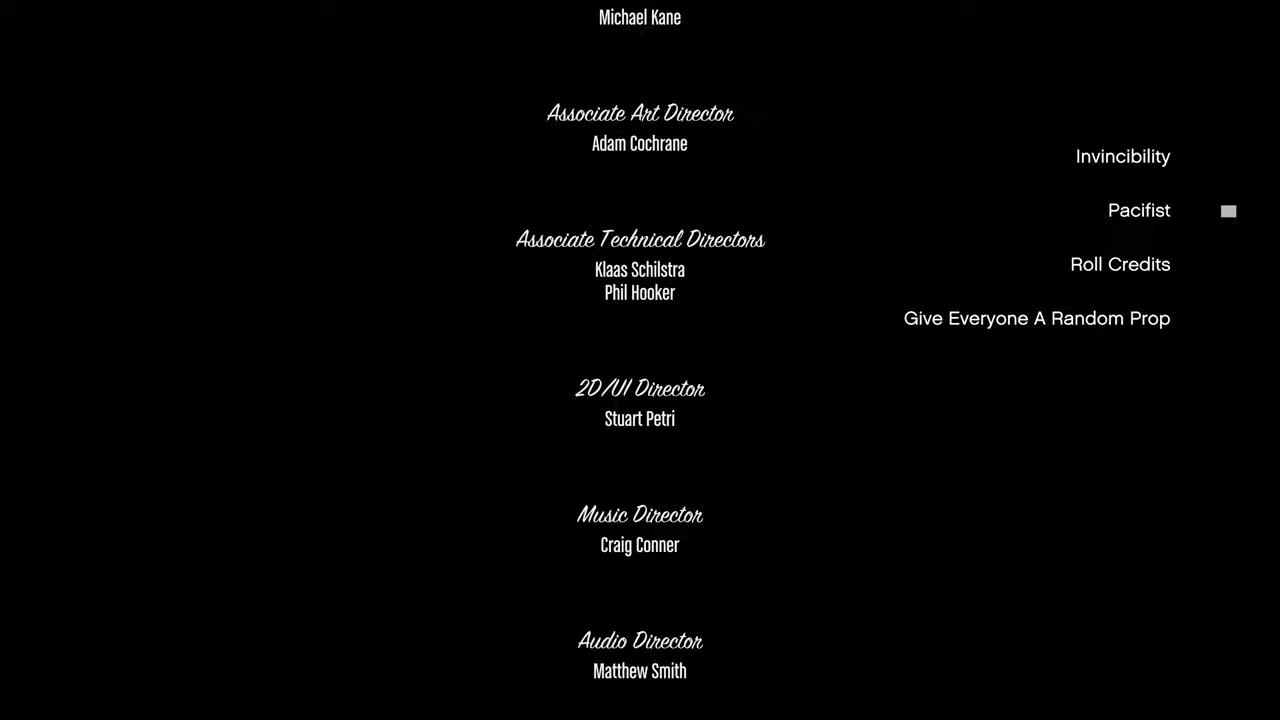 Michael Kane
Associate Art Director
Adam Cochrane
Associate Technical Directors
Klaas Schilstra
Phil Hooker
2D/UI Director
Stuart Petri
Music Director
Craig Conner
Audio Director
Matthew Smith
Invincibility
Pacifist
Roll Credits
Give Everyone A Random Prop